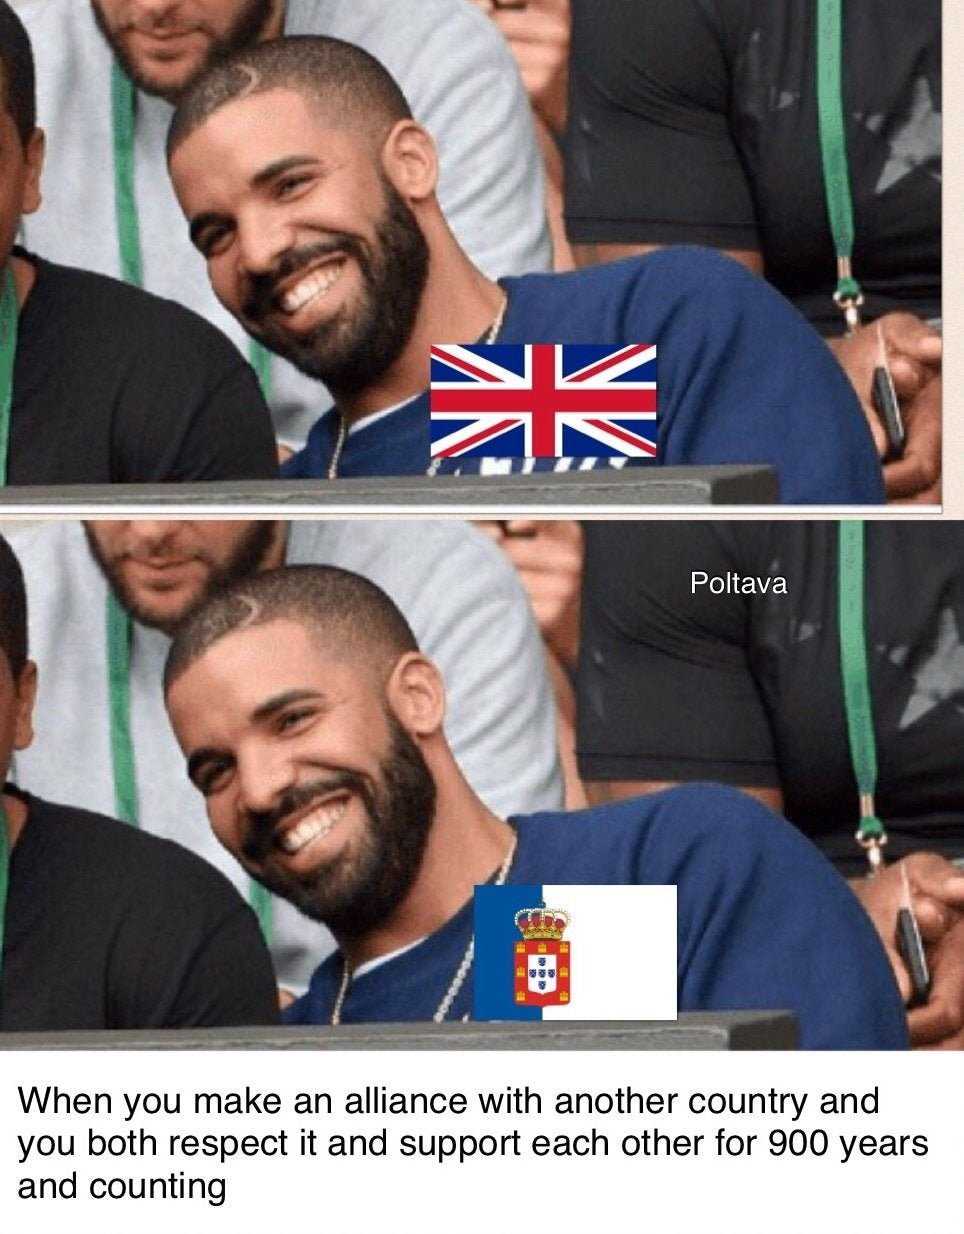 Poltava
When you make an alliance with another country and
you both respect it and support each other for 900 years
and counting